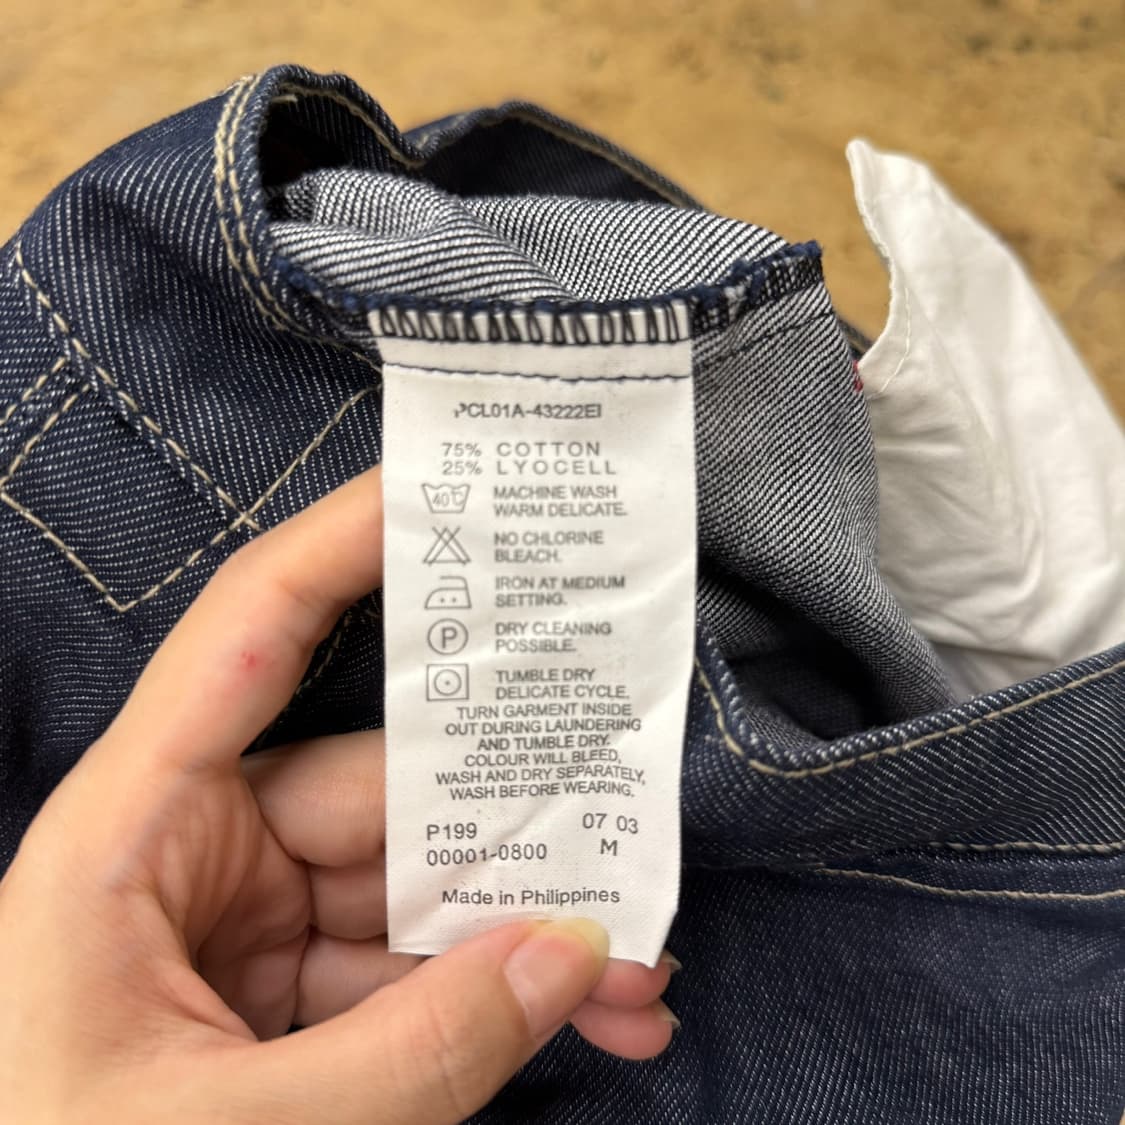 PCL01A-43222EI
75% COTTON
25% LYOCELL
40°C MACHINE WASH
WARM DELICATE.
NO CHLORINE
BLEACH.
IRON AT MEDIUM
SETTING.
P DRY CLEANING
POSSIBLE.
TUMBLE DRY
DELICATE CYCLE.
TURN GARMENT INSIDE
OUT DURING LAUNDERING
AND TUMBLE DRY.
COLOUR WILL BLEED,
WASH AND DRY SEPARATELY,
WASH BEFORE WEARING.
P199 07 03
00001-0800 M
Made in Philippines